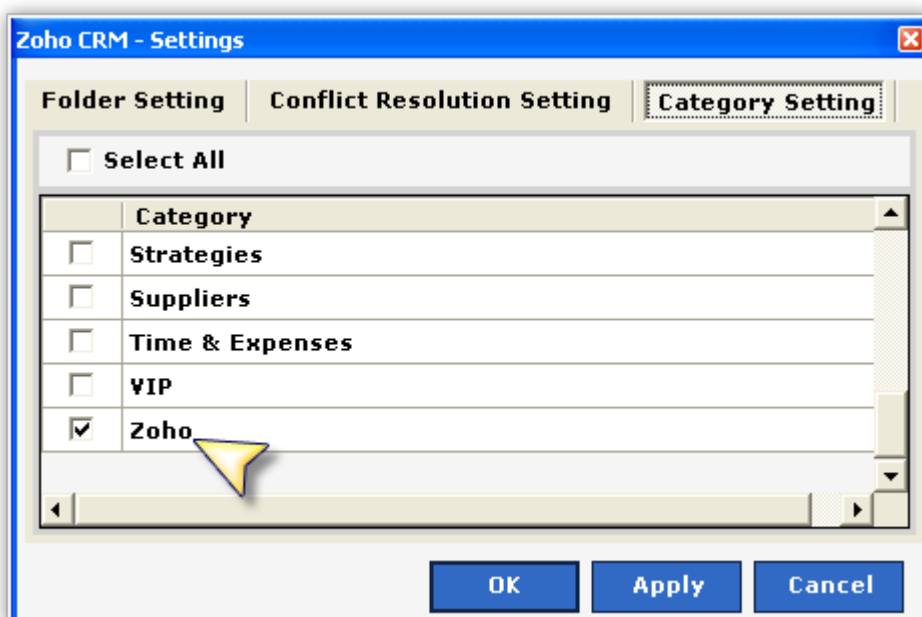 Zoho CRM - Settings
Folder Setting Conflict Resolution Setting Category Setting
Select All
Category
Strategies
Suppliers
Time & Expenses
VIP
Zoho
OK Apply Cancel